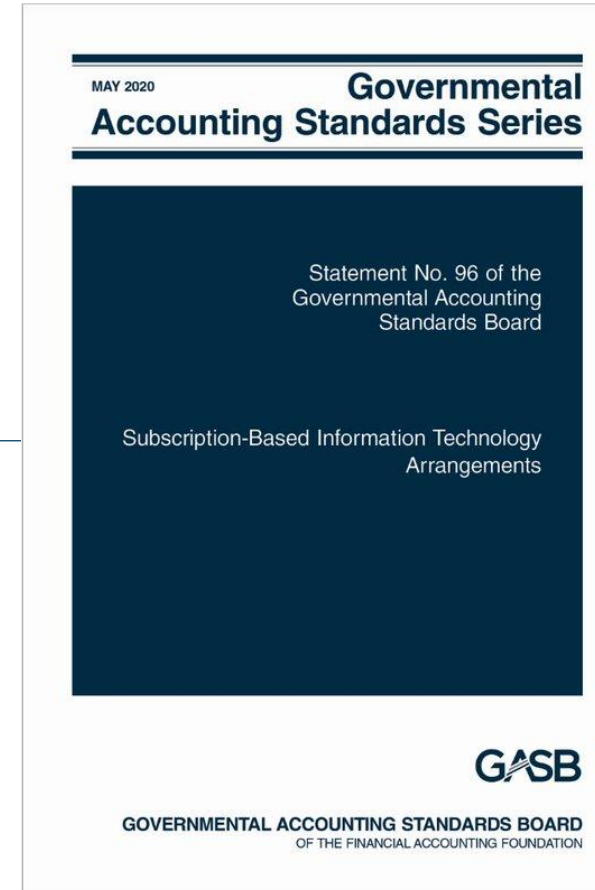 MAY 2020
Governmental
Accounting Standards Series
Statement No. 96 of the
Governmental Accounting
Standards Board
Subscription-Based Information Technology
Arrangements
GASB
GOVERNMENTAL ACCOUNTING STANDARDS BOARD
OF THE FINANCIAL ACCOUNTING FOUNDATION